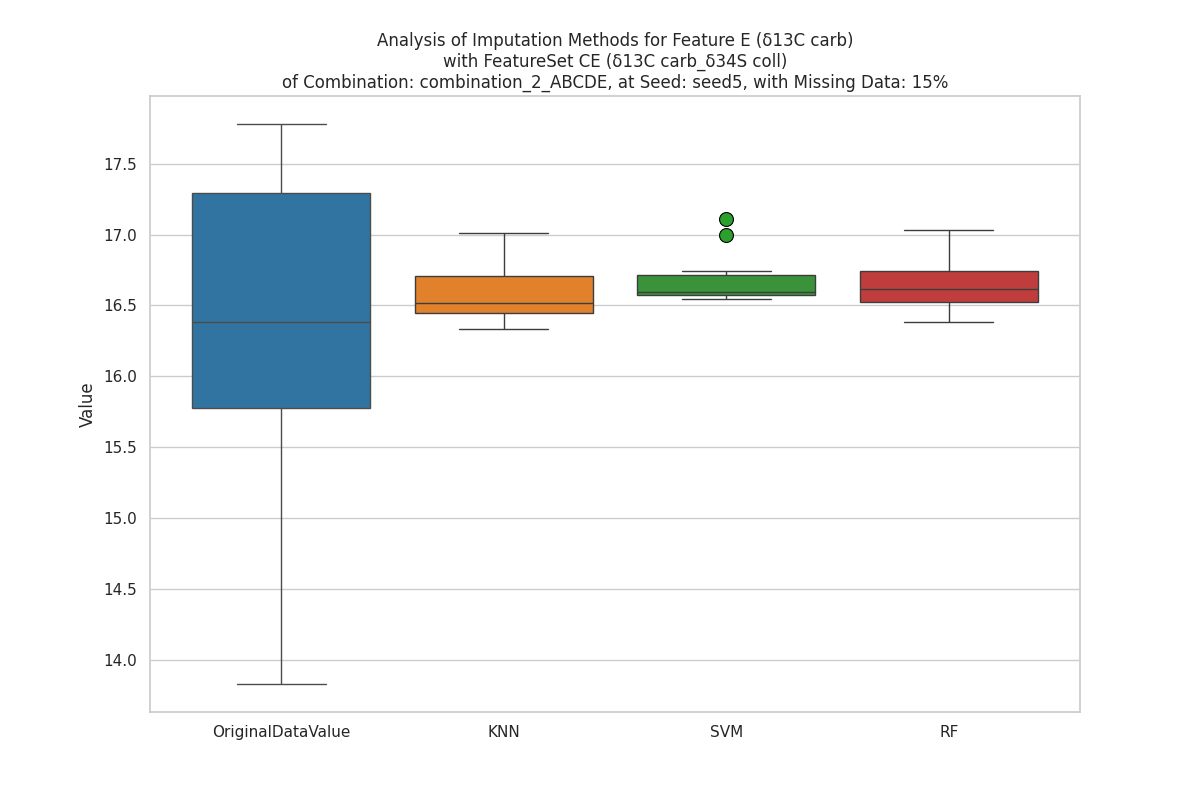 Analysis of Imputation Methods for Feature E (δ13C carb)
with FeatureSet CE (δ13C carb_δ34S coll)
of Combination: combination_2_ABCDE, at Seed: seed5, with Missing Data: 15%
17.5
17.0
16.5
16.0
15.5
15.0
14.5
14.0
Value
OriginalDataValue
KNN
SVM
RF